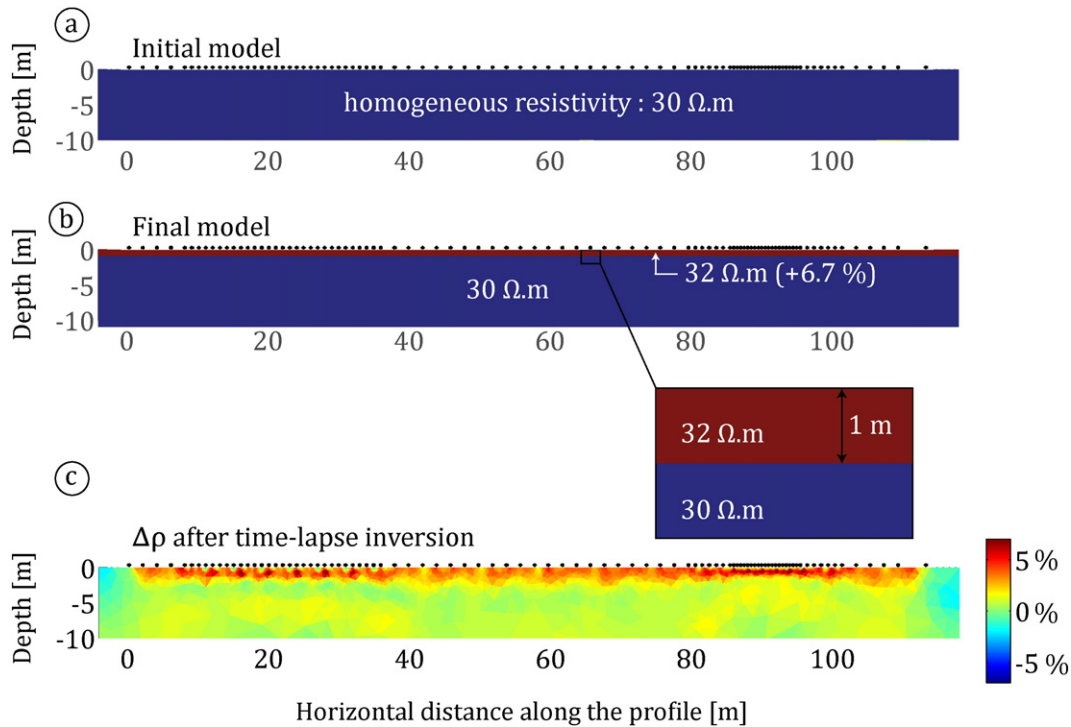 a
Initial model
Depth [m]
0
-5
-10
homogeneous resistivity : 30 Ω.m
0 20 40 60 80 100
b
Final model
Depth [m]
0
-5
-10
32 Ω.m (+6.7 %)
30 Ω.m
0 20 40 60 80 100
32 Ω.m
1 m
30 Ω.m
c
Δρ after time-lapse inversion
Depth [m]
0
-5
-10
0 20 40 60 80 100
5 %
0 %
-5 %
Horizontal distance along the profile [m]